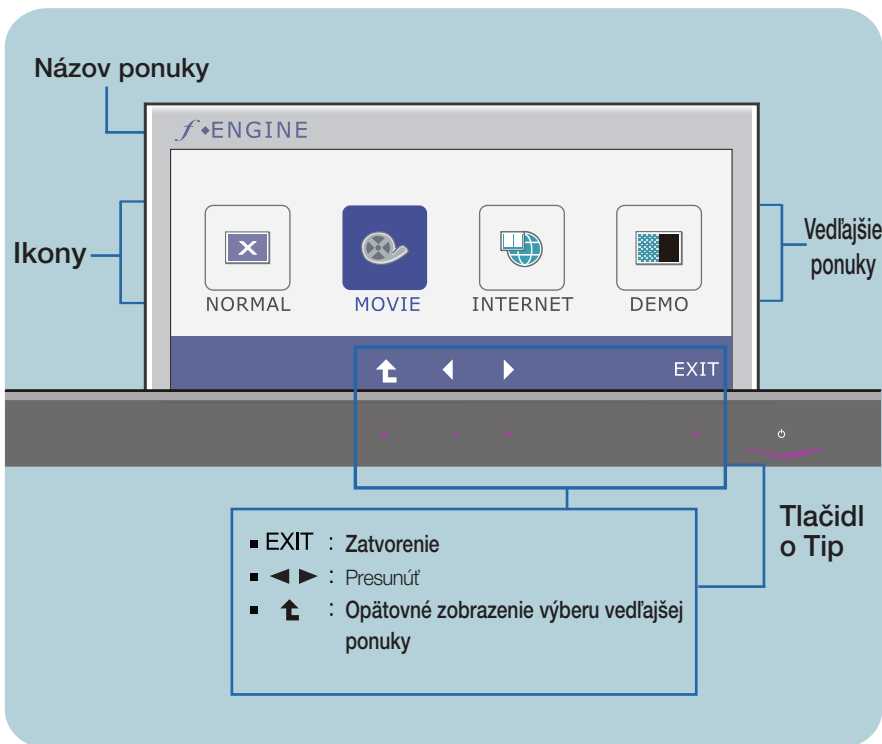 Názov ponuky
f ENGINE
Ikony
Vedľajšie
ponuky
NORMAL MOVIE INTERNET DEMO
EXIT
Tlačidl
o Tip
EXIT : Zatvorenie
: Presunúť
: Opätovné zobrazenie výberu vedľajšej
ponuky